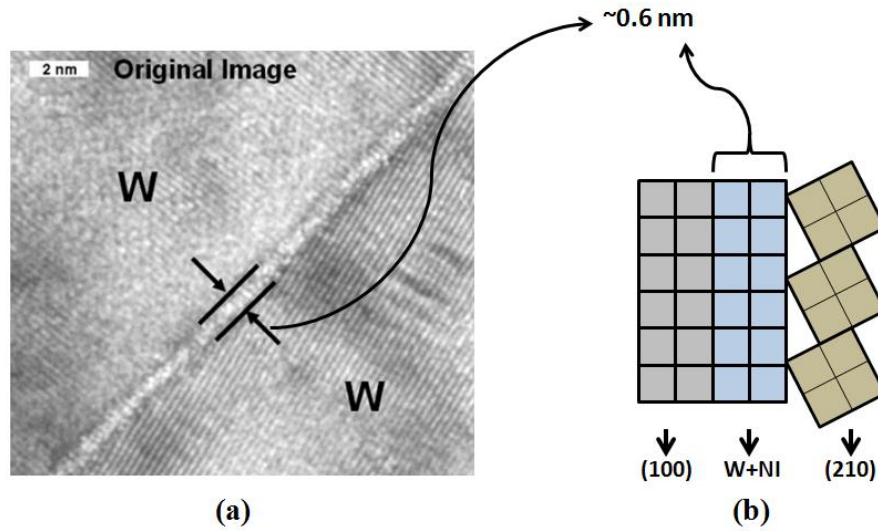 ~0.6 nm
2 nm
Original Image
W
W
(100)
W+NI
(210)
(a)
(b)